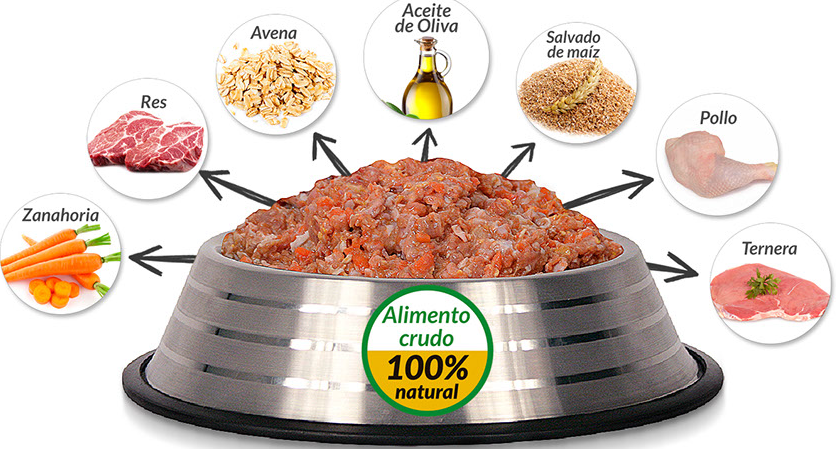 Zanahoria
Res
Avena
Aceite
de Oliva
Salvado
de maíz
Pollo
Ternera
Alimento
crudo
100%
natural